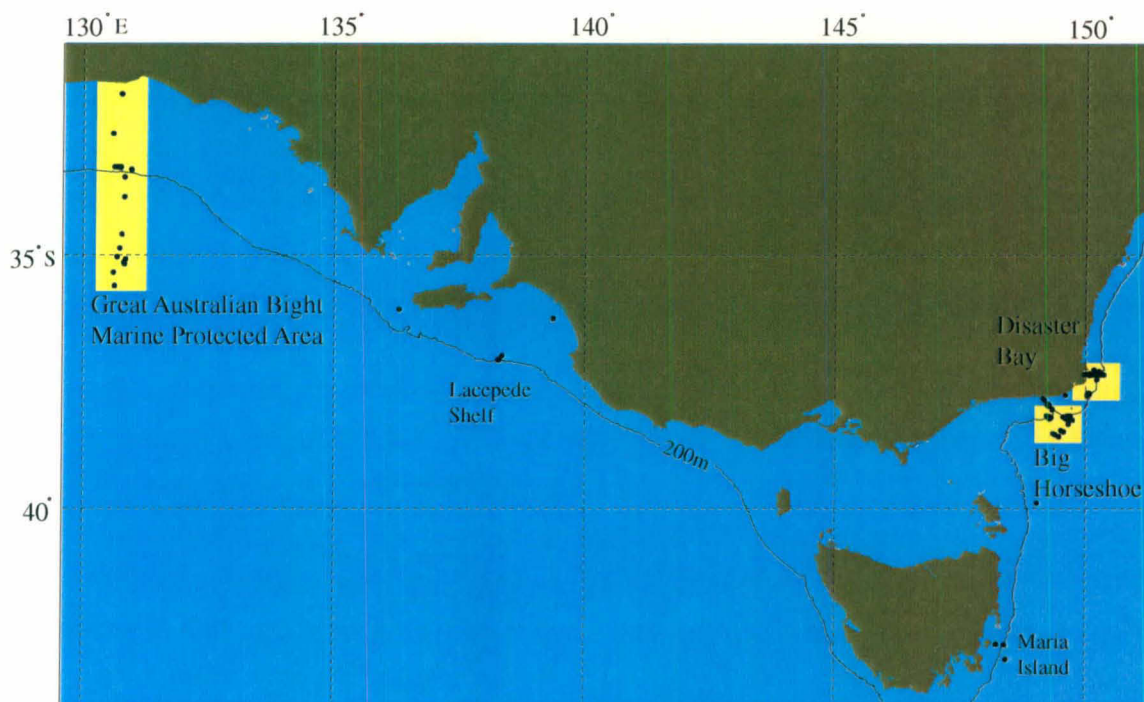 130°E 135° 140° 145° 150°
35°S
Great Australian Bight
Marine Protected Area
Disaster
Bay
Lacepede
Shelf
200m
Big
Horseshoe
40°
Maria
Island